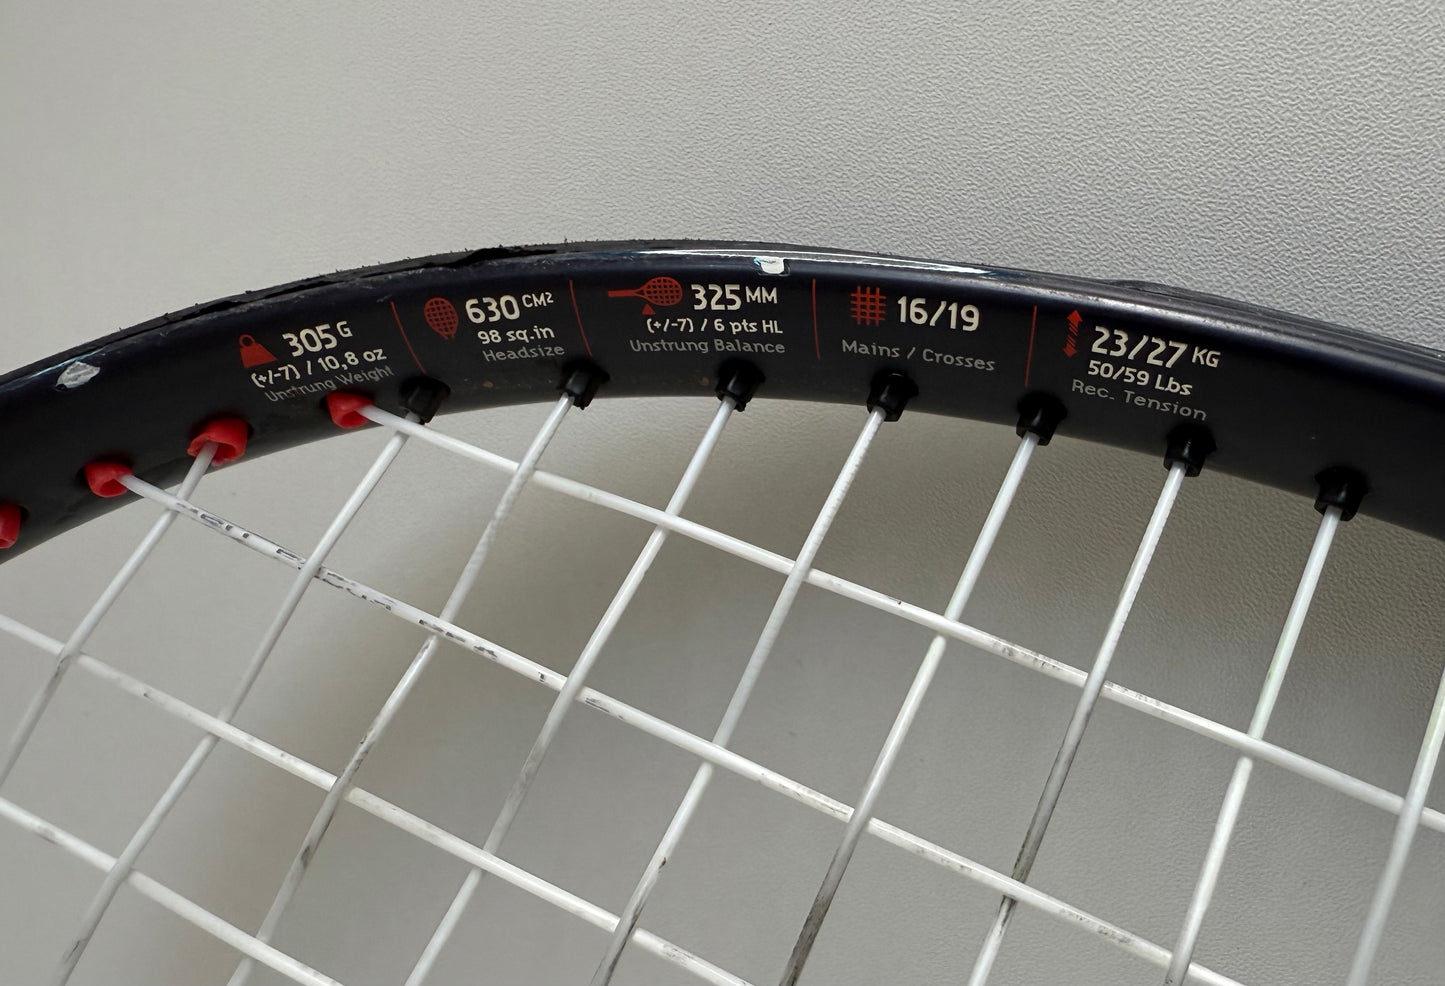 305G
(+/-7) / 10,8 oz
Unstrung Weight
630 CM²
98 sq.in
Headsize
325 MM
(+/-7) / 6 pts HL
Unstrung Balance
16/19
Mains / Crosses
23/27 KG
50/59 Lbs
Rec. Tension